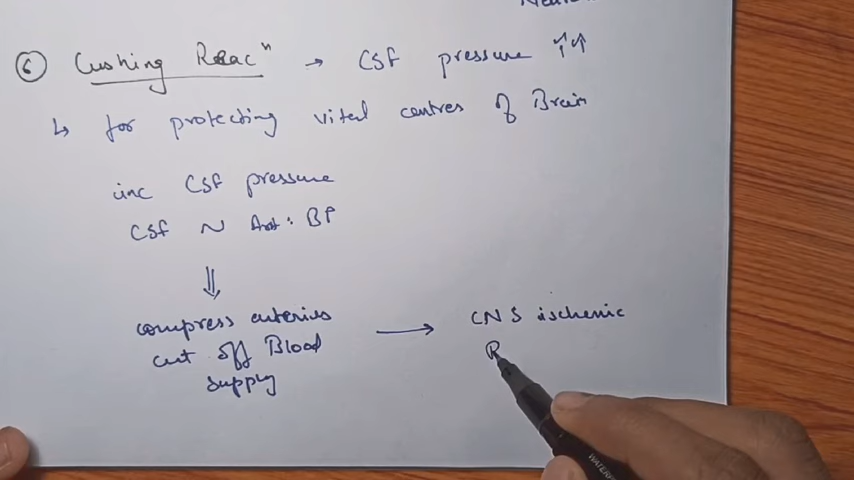 ⑥ Cushing Reacⁿ → CSF pressure ↑↑
↳ for protecting vital centres of Brain
inc CSF pressure
CSF ~ Art: BP
⇓
compress arteries → CNS ischemic
cut off Blood R
supply